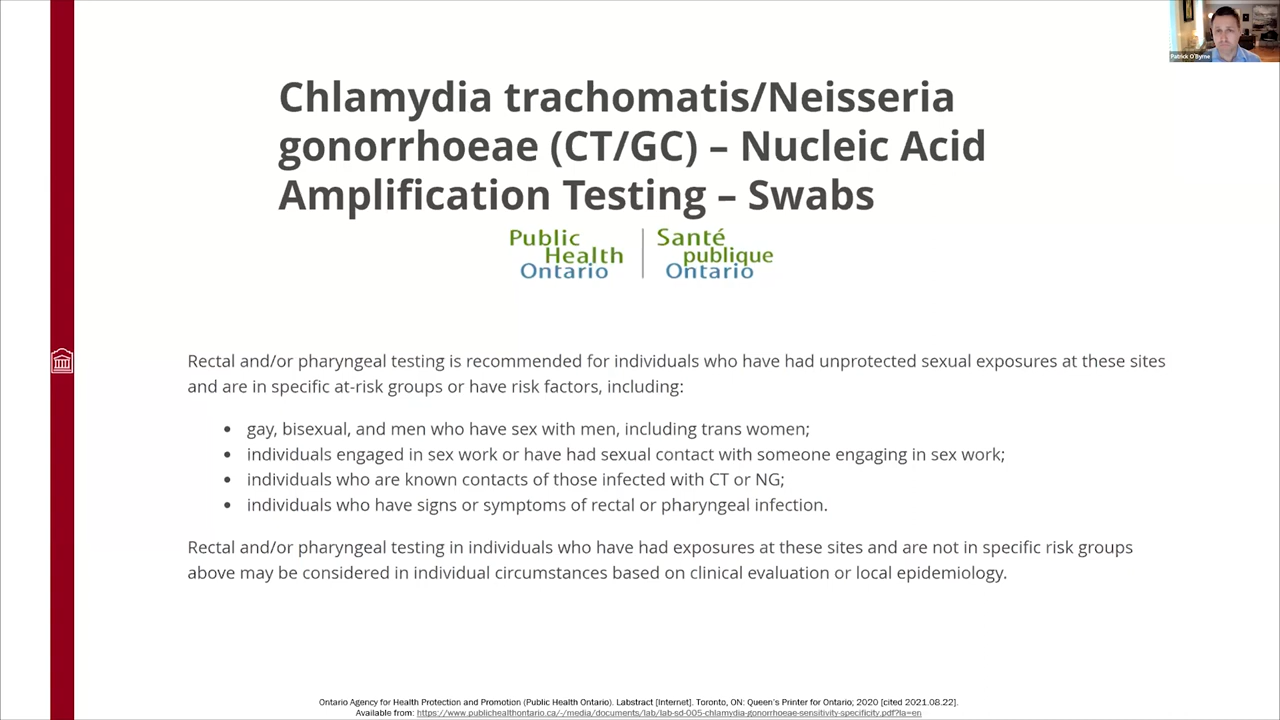 Patrick O'Byrne
Chlamydia trachomatis/Neisseria
gonorrhoeae (CT/GC) – Nucleic Acid
Amplification Testing – Swabs
Public
Health
Ontario
Santé
publique
Ontario
Rectal and/or pharyngeal testing is recommended for individuals who have had unprotected sexual exposures at these sites
and are in specific at-risk groups or have risk factors, including:
• gay, bisexual, and men who have sex with men, including trans women;
• individuals engaged in sex work or have had sexual contact with someone engaging in sex work;
• individuals who are known contacts of those infected with CT or NG;
• individuals who have signs or symptoms of rectal or pharyngeal infection.
Rectal and/or pharyngeal testing in individuals who have had exposures at these sites and are not in specific risk groups
above may be considered in individual circumstances based on clinical evaluation or local epidemiology.
Ontario Agency for Health Protection and Promotion (Public Health Ontario). Labstract [Internet]. Toronto, ON: Queen's Printer for Ontario; 2020 [cited 2021.08.22].
Available from: https://www.publichealthontario.ca/-/media/documents/lab/lab-sd-005-chlamydia-gonorrhoeae-sensitivity-specificity.pdf?la=en